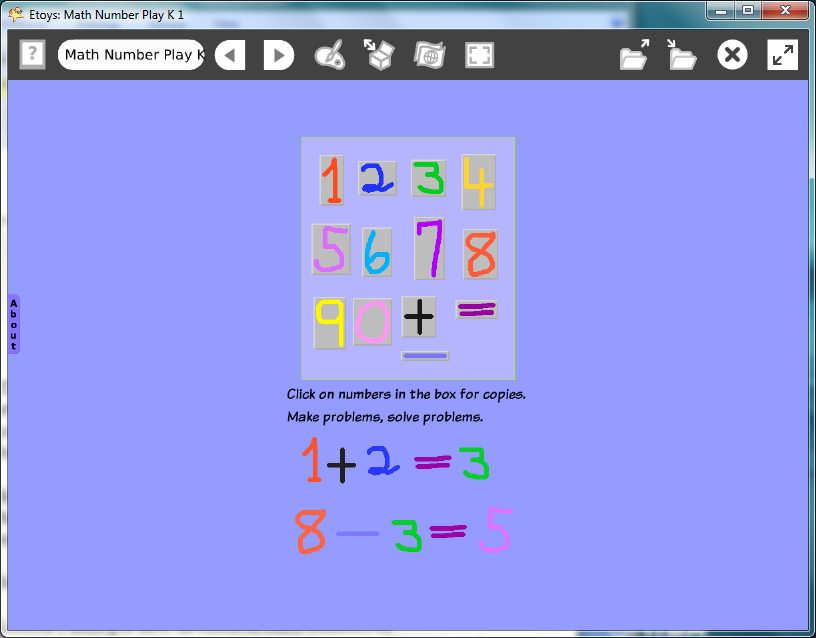 Etoys: Math Number Play K 1
? Math Number Play K
1 2 3 4
5 6 7 8
9 0 + =
−
About
Click on numbers in the box for copies.
Make problems, solve problems.
1 + 2 = 3
8 − 3 = 5